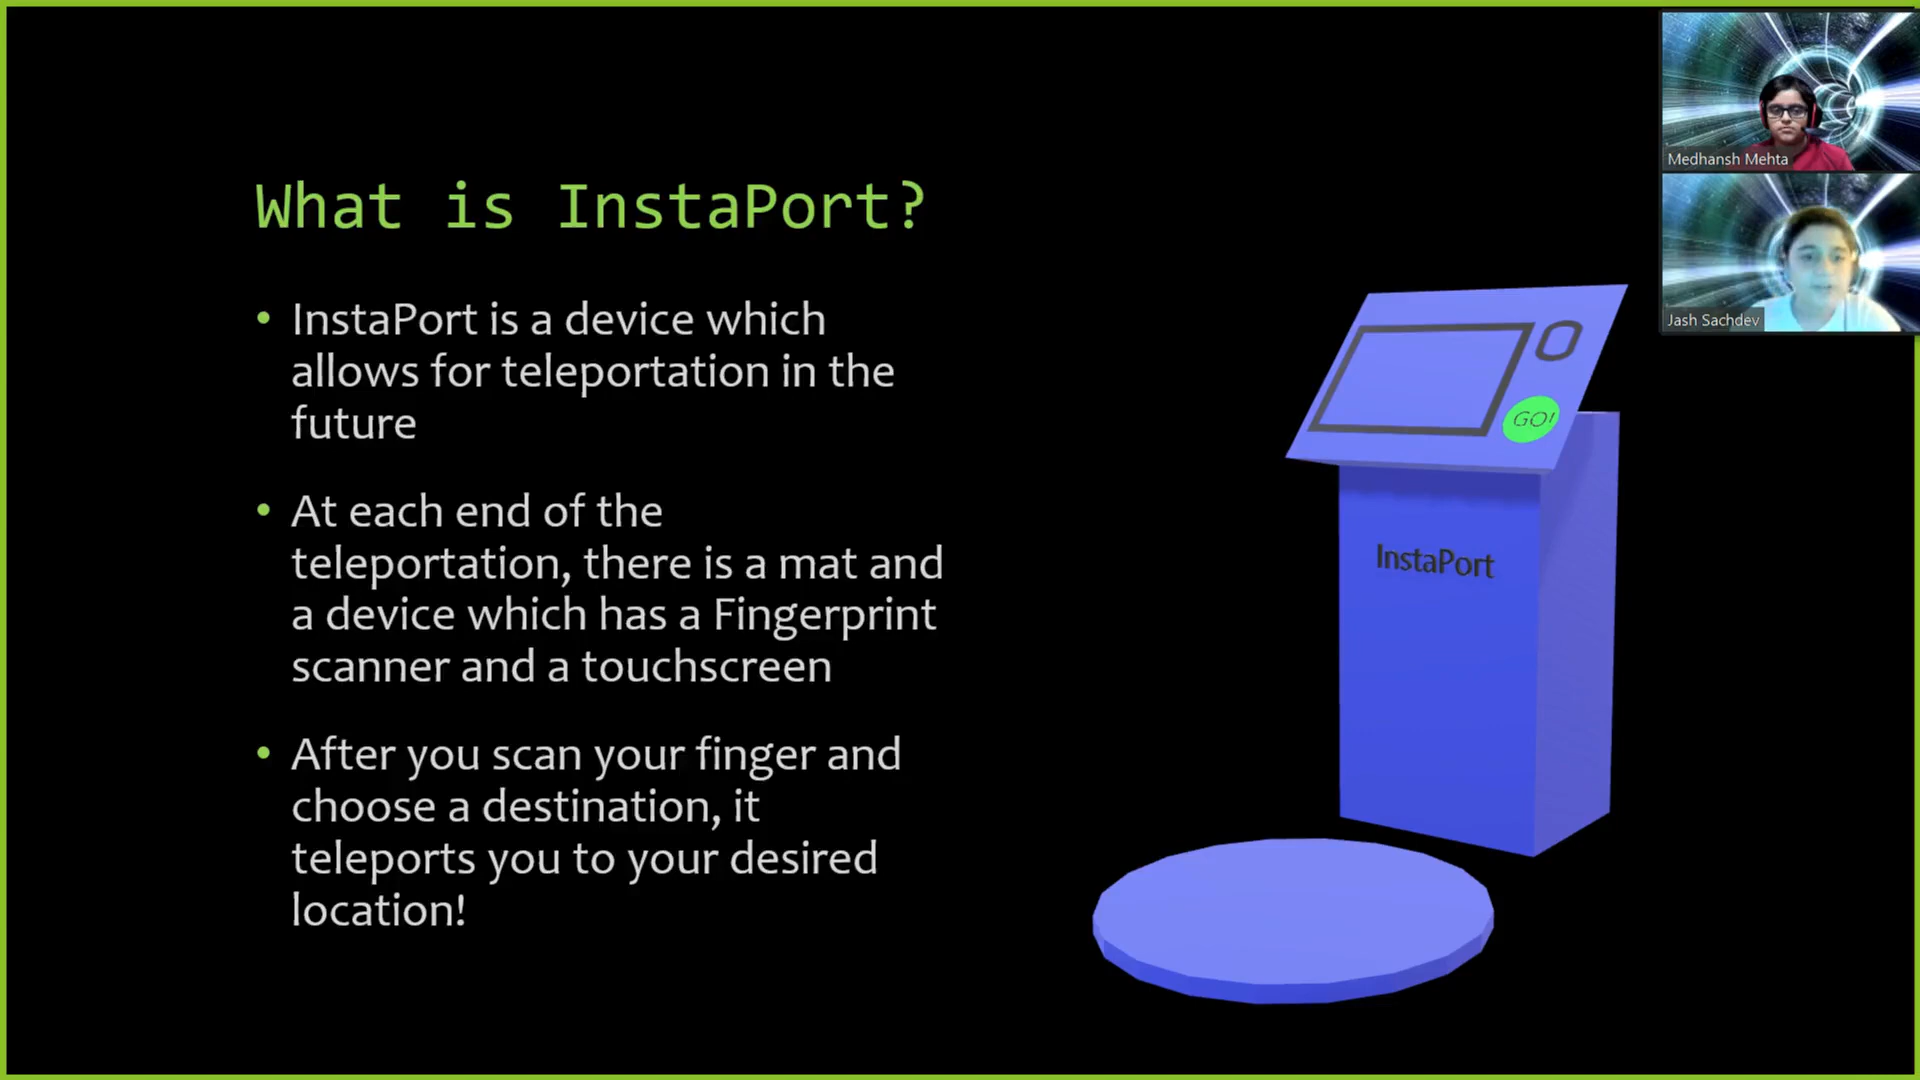 What is InstaPort?
• InstaPort is a device which
allows for teleportation in the
future
• At each end of the
teleportation, there is a mat and
a device which has a Fingerprint
scanner and a touchscreen
• After you scan your finger and
choose a destination, it
teleports you to your desired
location!
GO!
InstaPort
Medhansh Mehta
Jash Sachdev